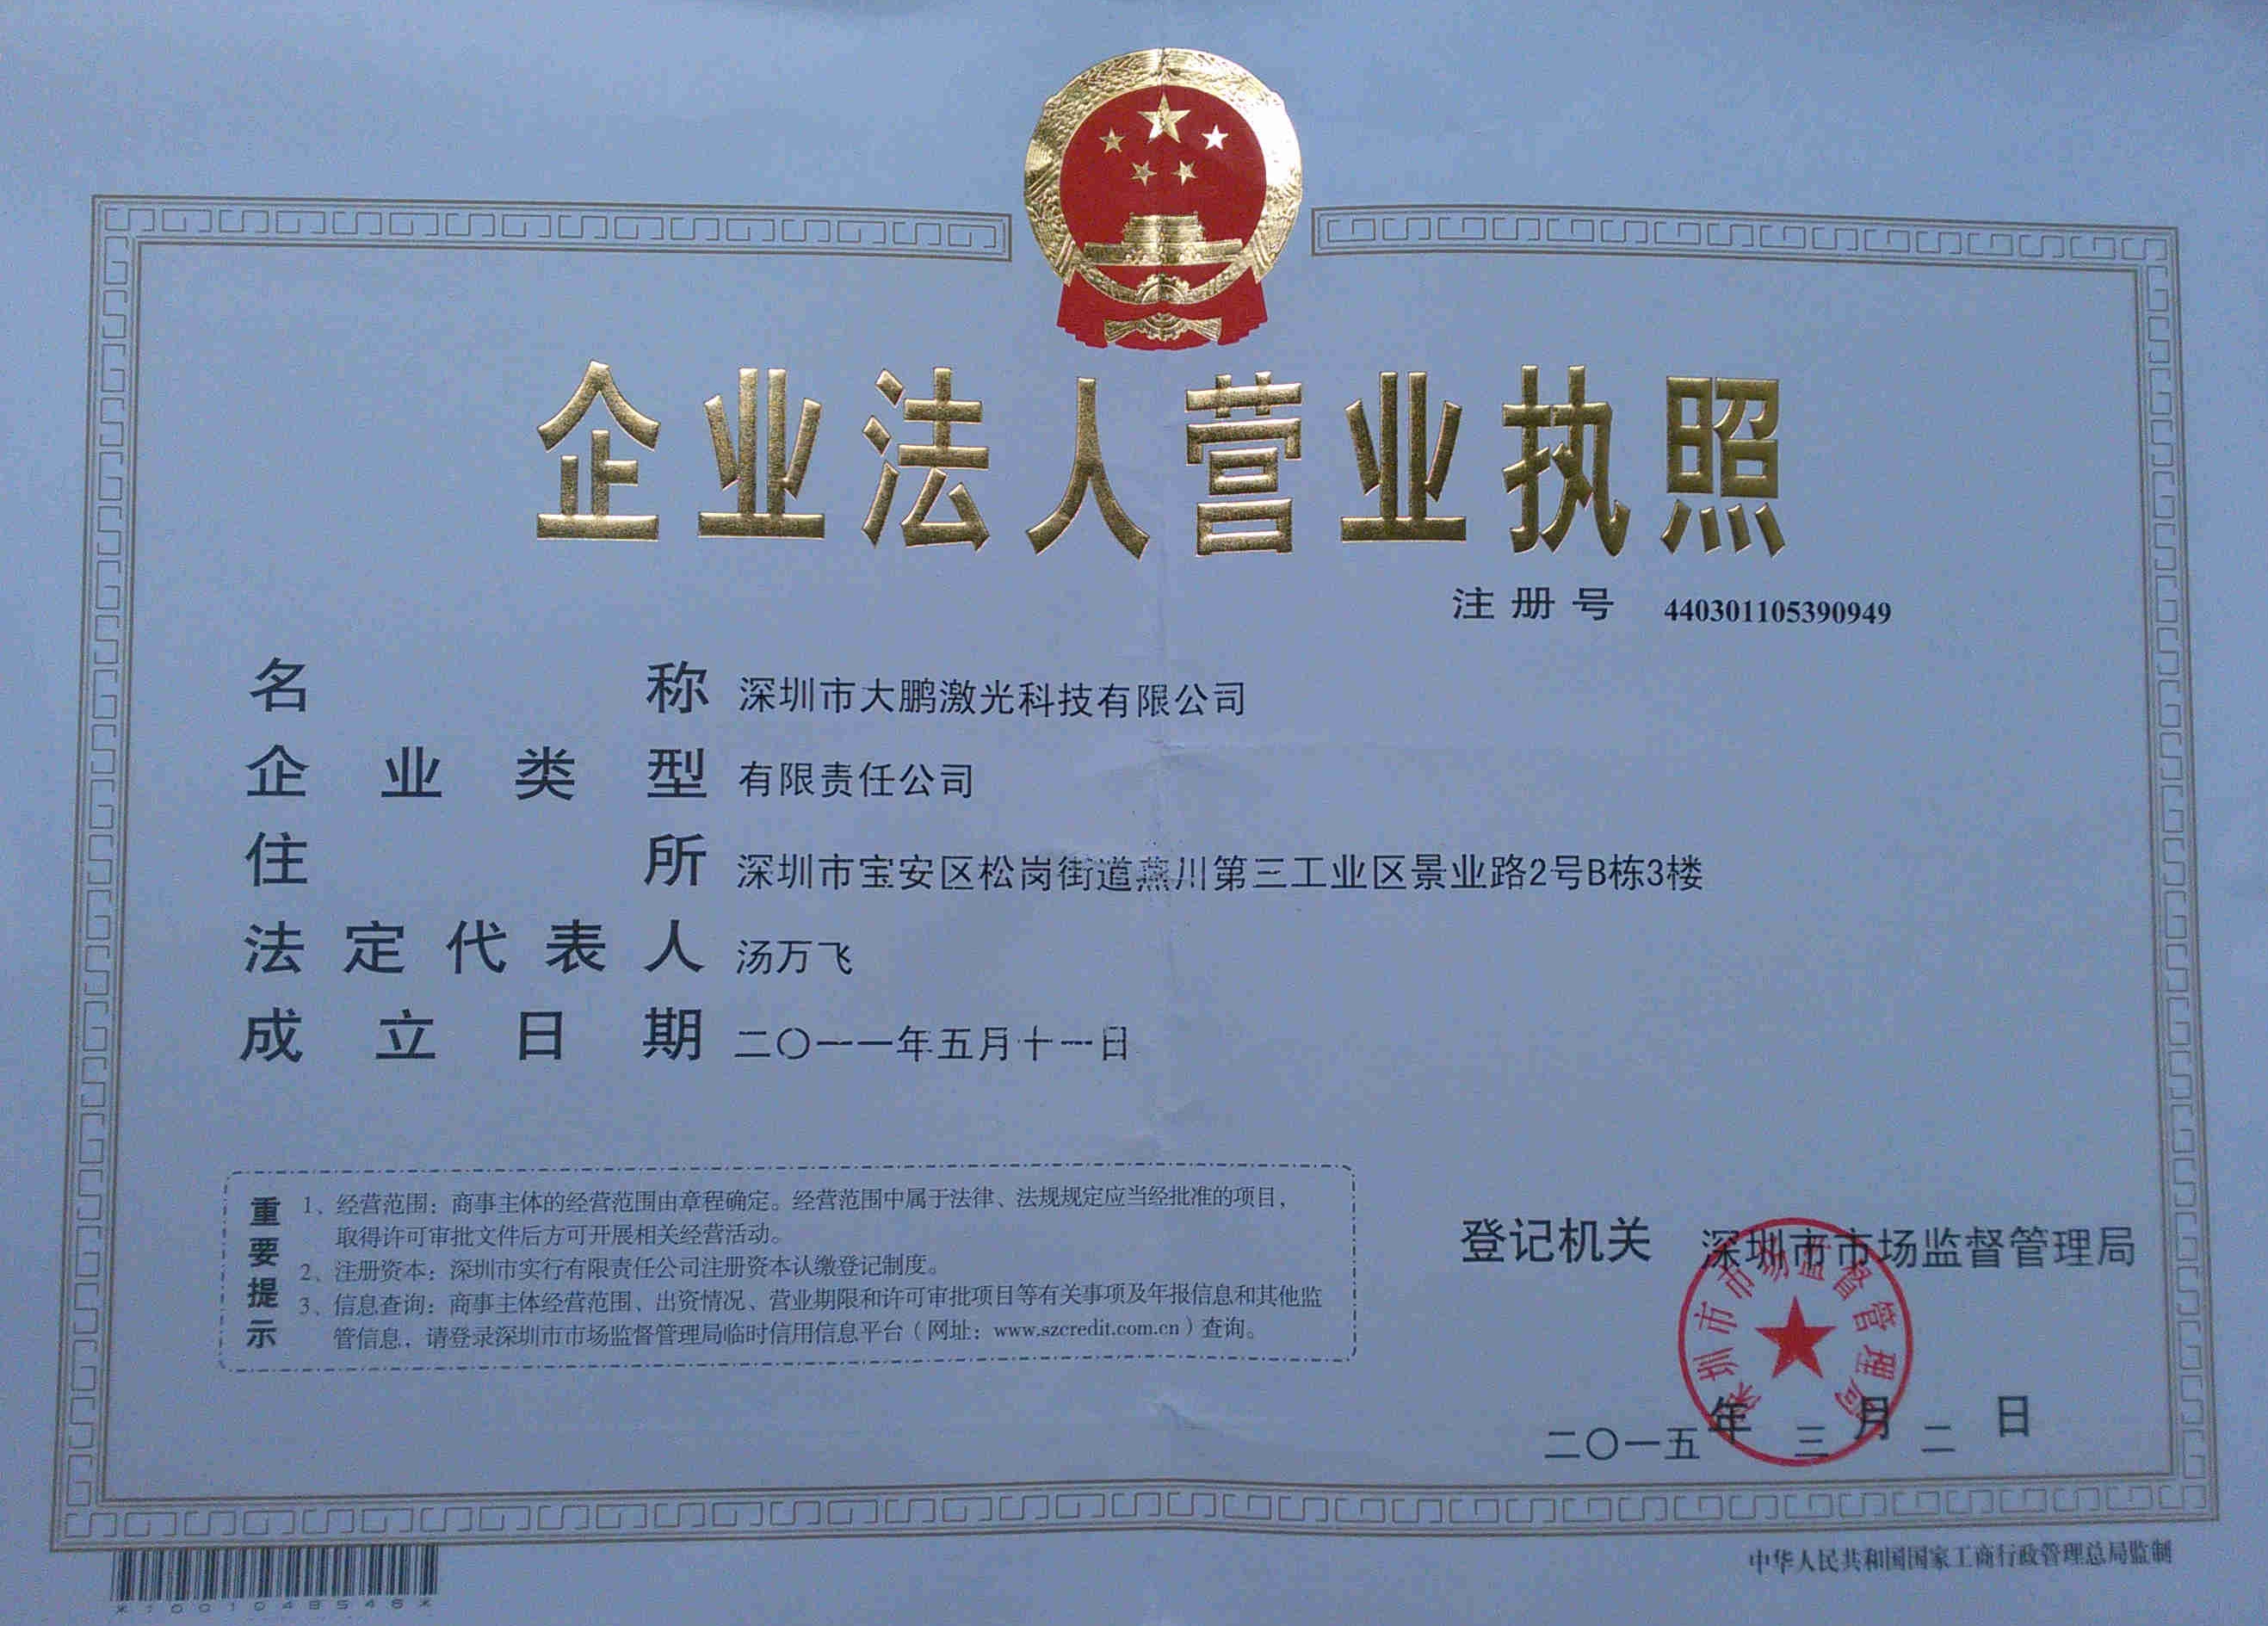 企业法人营业执照
注册号 440301105390949
名称 深圳市大鹏激光科技有限公司
企业类型 有限责任公司
住所 深圳市宝安区松岗街道燕川第三工业区景业路2号B栋3楼
法定代表人 汤万飞
成立日期 二〇一一年五月十一日
重要提示
1、经营范围：商事主体的经营范围由章程确定。经营范围中属于法律、法规规定应当经批准的项目，
取得许可审批文件后方可开展相关经营活动。
2、注册资本：深圳市实行有限责任公司注册资本认缴登记制度。
3、信息查询：商事主体经营范围、出资情况、营业期限和许可审批项目等有关事项及年报信息和其他监
管信息，请登录深圳市市场监督管理局临时信用信息平台（网址：www.szcredit.com.cn）查询。
登记机关 深圳市市场监督管理局
深圳市市场监督管理局
二〇一五年三月二日
*1001048546*
中华人民共和国国家工商行政管理总局监制